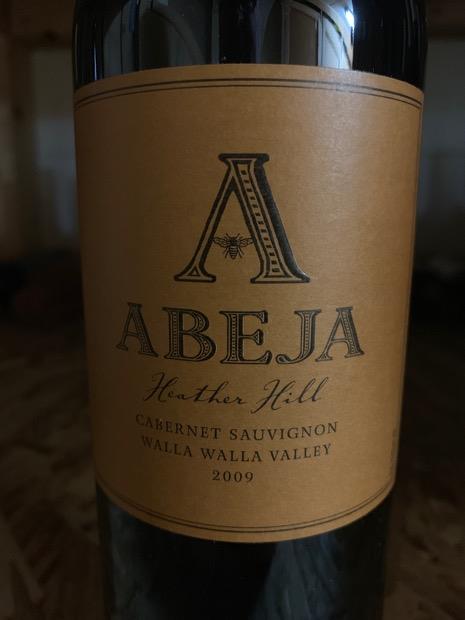 A
ABEJA
Heather Hill
CABERNET SAUVIGNON
WALLA WALLA VALLEY
2009